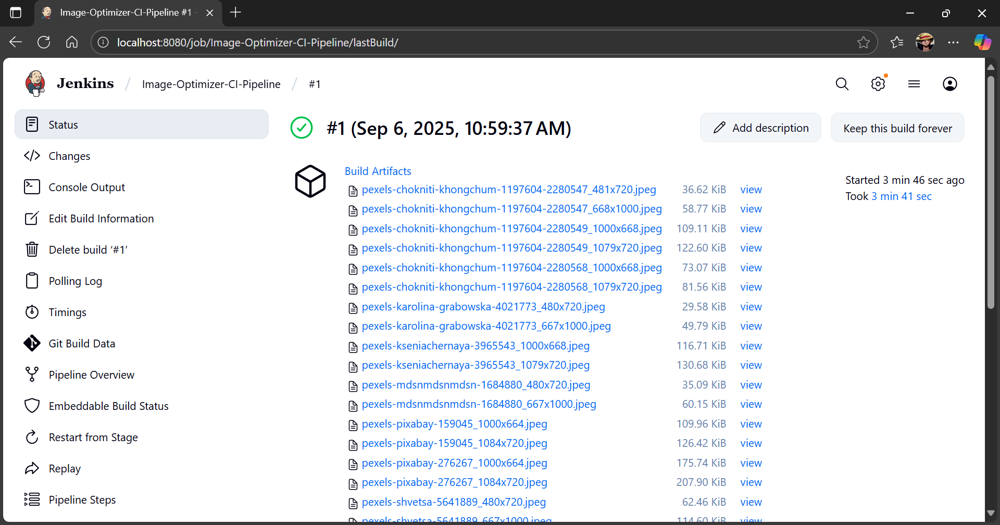 Image-Optimizer-CI-Pipeline #1 -
localhost:8080/job/Image-Optimizer-CI-Pipeline/lastBuild/
Jenkins / Image-Optimizer-CI-Pipeline / #1
Status
Changes
Console Output
Edit Build Information
Delete build ‘#1’
Polling Log
Timings
Git Build Data
Pipeline Overview
Embeddable Build Status
Restart from Stage
Replay
Pipeline Steps
#1 (Sep 6, 2025, 10:59:37 AM)
Add description
Keep this build forever
Build Artifacts
pexels-chokniti-khongchum-1197604-2280547_481x720.jpeg 36.62 KiB view
pexels-chokniti-khongchum-1197604-2280547_668x1000.jpeg 58.77 KiB view
pexels-chokniti-khongchum-1197604-2280549_1000x668.jpeg 109.11 KiB view
pexels-chokniti-khongchum-1197604-2280549_1079x720.jpeg 122.60 KiB view
pexels-chokniti-khongchum-1197604-2280568_1000x668.jpeg 73.07 KiB view
pexels-chokniti-khongchum-1197604-2280568_1079x720.jpeg 81.56 KiB view
pexels-karolina-grabowska-4021773_480x720.jpeg 29.58 KiB view
pexels-karolina-grabowska-4021773_667x1000.jpeg 49.79 KiB view
pexels-kseniachernaya-3965543_1000x668.jpeg 116.71 KiB view
pexels-kseniachernaya-3965543_1079x720.jpeg 130.68 KiB view
pexels-mdsnmdsnmdsn-1684880_480x720.jpeg 35.09 KiB view
pexels-mdsnmdsnmdsn-1684880_667x1000.jpeg 60.15 KiB view
pexels-pixabay-159045_1000x664.jpeg 109.96 KiB view
pexels-pixabay-159045_1084x720.jpeg 126.42 KiB view
pexels-pixabay-276267_1000x664.jpeg 175.74 KiB view
pexels-pixabay-276267_1084x720.jpeg 207.90 KiB view
pexels-shvetsa-5641889_480x720.jpeg 62.46 KiB view
pexels-shvetsa-5641889_667x1000.jpeg 114.60 KiB view
Started 3 min 46 sec ago
Took 3 min 41 sec